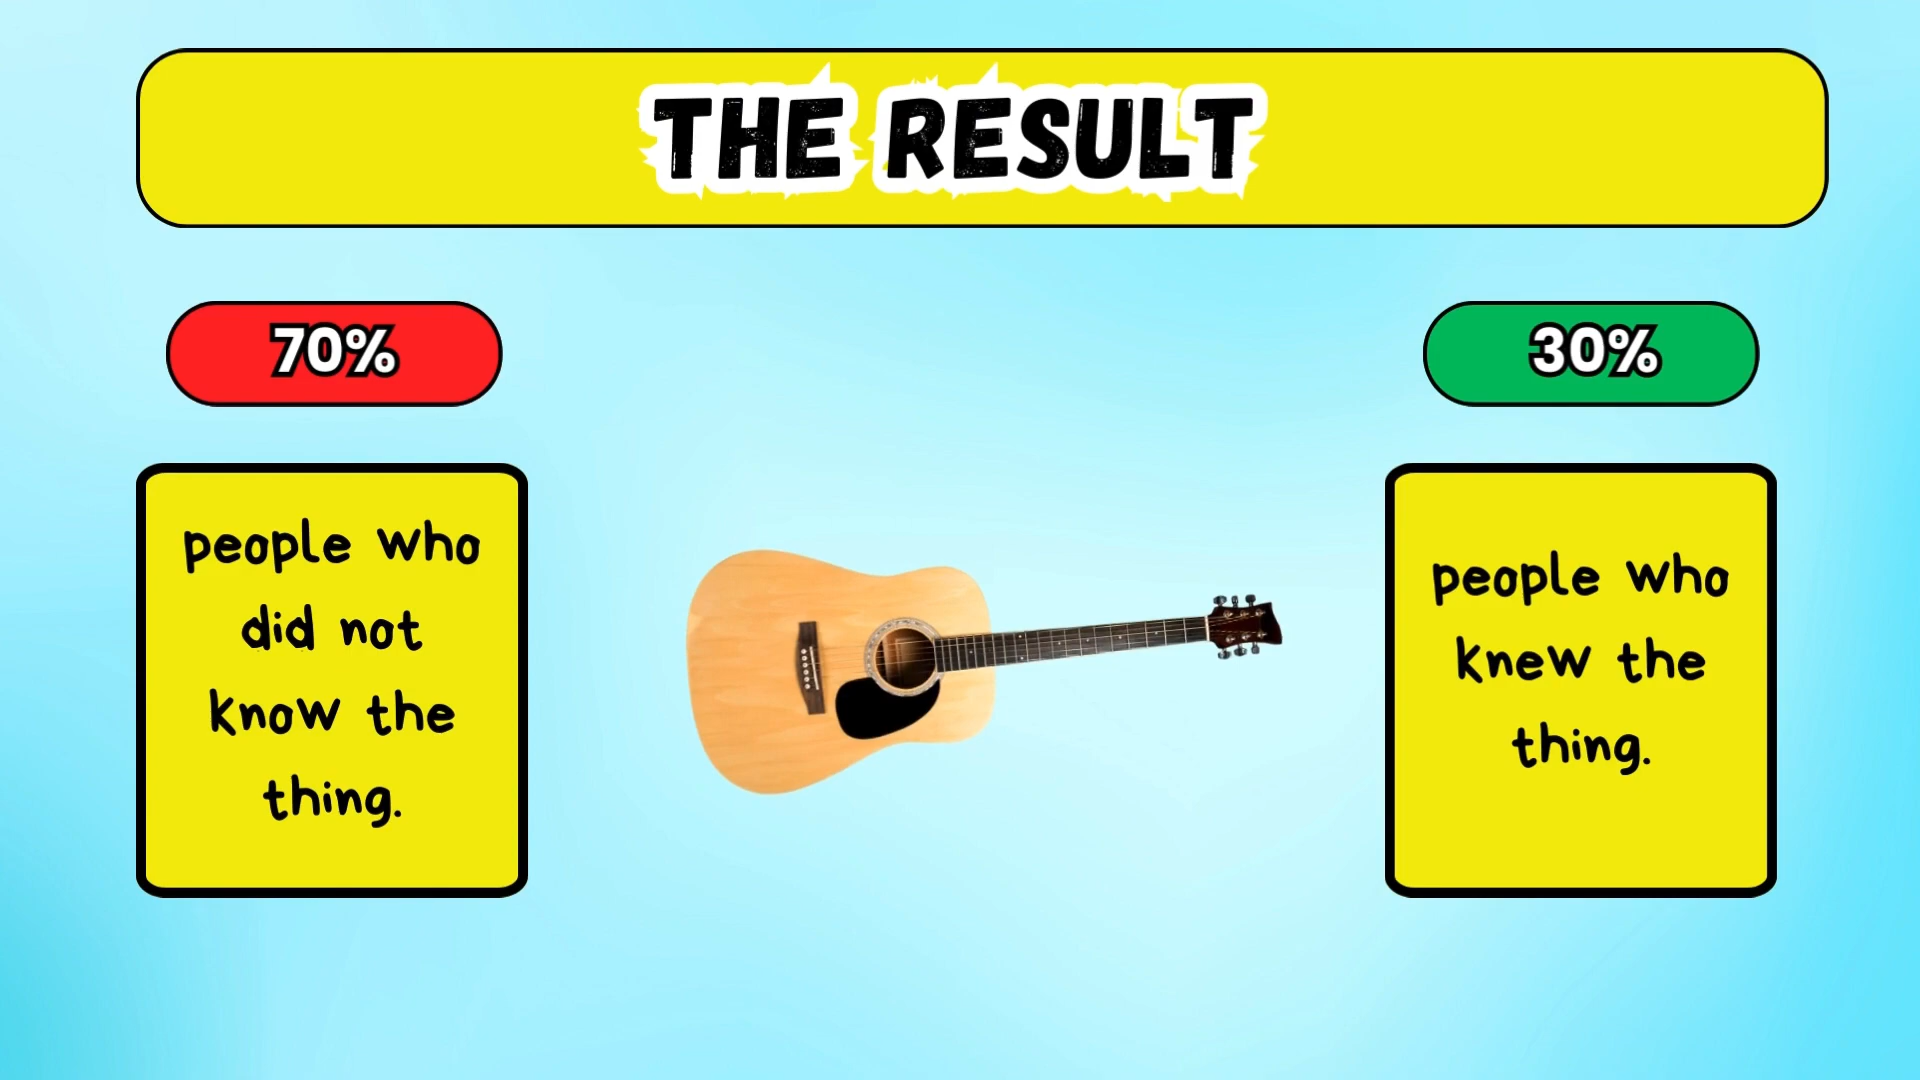 THE RESULT
70%
people who
did not
know the
thing.
30%
people who
knew the
thing.